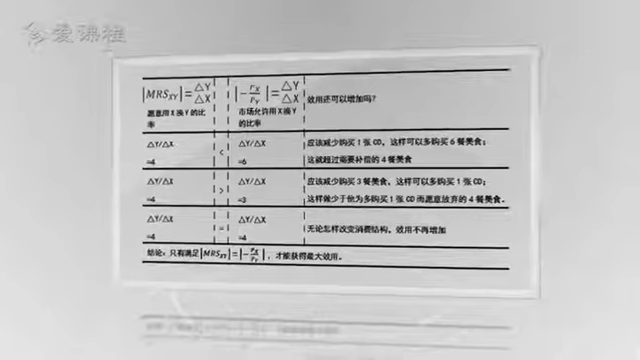 爱课程
|MRS_XY|=△Y/△X |-P_X/P_Y|=△Y/△X 效用还可以增加吗?
愿意用X换Y的比率 市场允许用X换Y的比率
△Y/△X =4 < △Y/△X =6 应该减少购买1张CD,这样可以多购买6餐美食;
这就超过需要补偿的4餐美食
△Y/△X =4 > △Y/△X =3 应该减少购买3餐美食,这样可以多购买1张CD;
这样做少于他为多购买1张CD而愿意放弃的4餐美食。
△Y/△X =4 = △Y/△X =4 无论怎样改变消费结构,效用不再增加
结论:只有满足|MRS_XY|=|-P_X/P_Y|,才能获得最大效用。